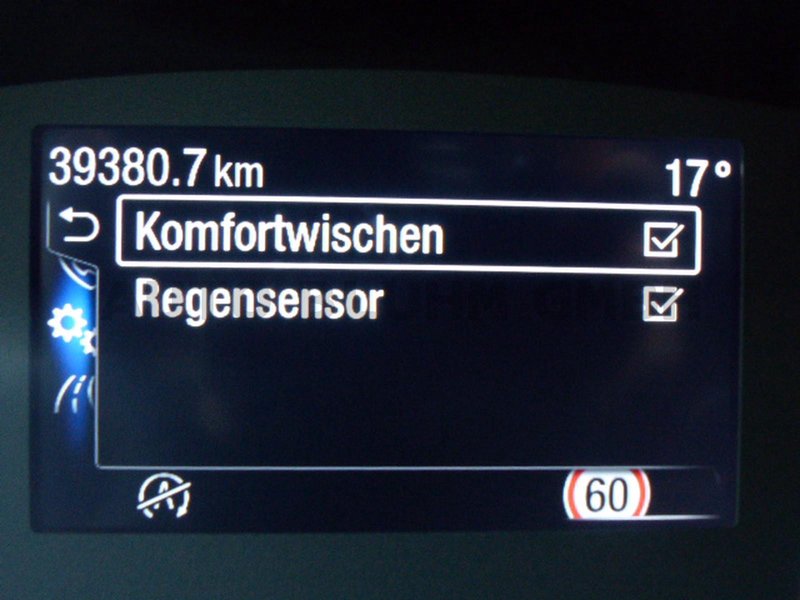 39380.7 km 17°
Komfortwischen
Regensensor
60